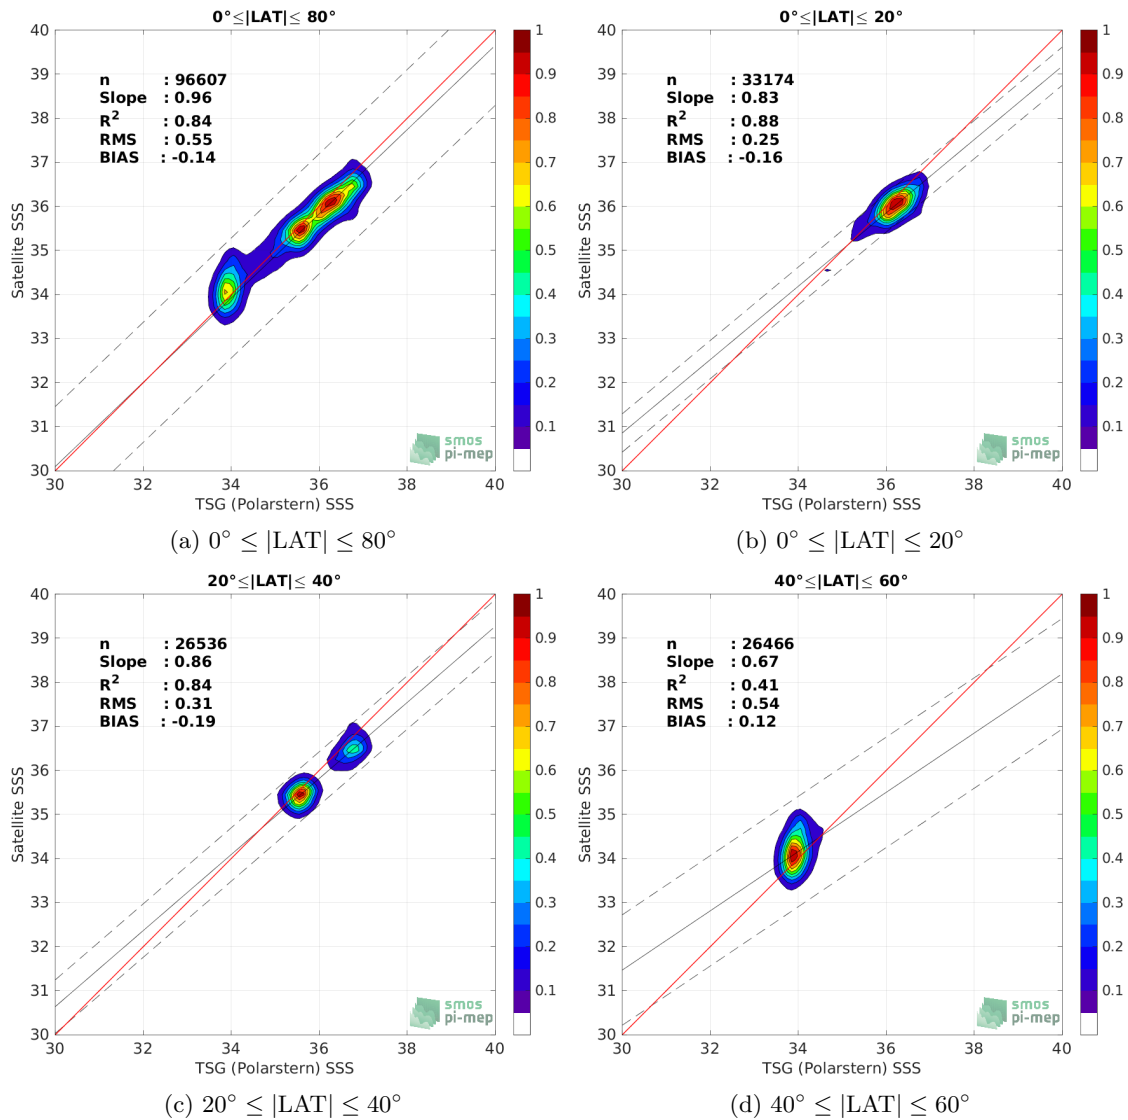 0°≤|LAT|≤ 80°
40
39
38
37
36
35
34
33
32
31
30
Satellite SSS
n : 96607
Slope : 0.96
R² : 0.84
RMS : 0.55
BIAS : -0.14
smos
pi-mep
30 32 34 36 38 40
TSG (Polarstern) SSS
1
0.9
0.8
0.7
0.6
0.5
0.4
0.3
0.2
0.1
(a) 0° ≤ |LAT| ≤ 80°
0°≤|LAT|≤ 20°
40
39
38
37
36
35
34
33
32
31
30
Satellite SSS
n : 33174
Slope : 0.83
R² : 0.88
RMS : 0.25
BIAS : -0.16
smos
pi-mep
30 32 34 36 38 40
TSG (Polarstern) SSS
1
0.9
0.8
0.7
0.6
0.5
0.4
0.3
0.2
0.1
(b) 0° ≤ |LAT| ≤ 20°
20°≤|LAT|≤ 40°
40
39
38
37
36
35
34
33
32
31
30
Satellite SSS
n : 26536
Slope : 0.86
R² : 0.84
RMS : 0.31
BIAS : -0.19
smos
pi-mep
30 32 34 36 38 40
TSG (Polarstern) SSS
1
0.9
0.8
0.7
0.6
0.5
0.4
0.3
0.2
0.1
(c) 20° ≤ |LAT| ≤ 40°
40°≤|LAT|≤ 60°
40
39
38
37
36
35
34
33
32
31
30
Satellite SSS
n : 26466
Slope : 0.67
R² : 0.41
RMS : 0.54
BIAS : 0.12
smos
pi-mep
30 32 34 36 38 40
TSG (Polarstern) SSS
1
0.9
0.8
0.7
0.6
0.5
0.4
0.3
0.2
0.1
(d) 40° ≤ |LAT| ≤ 60°